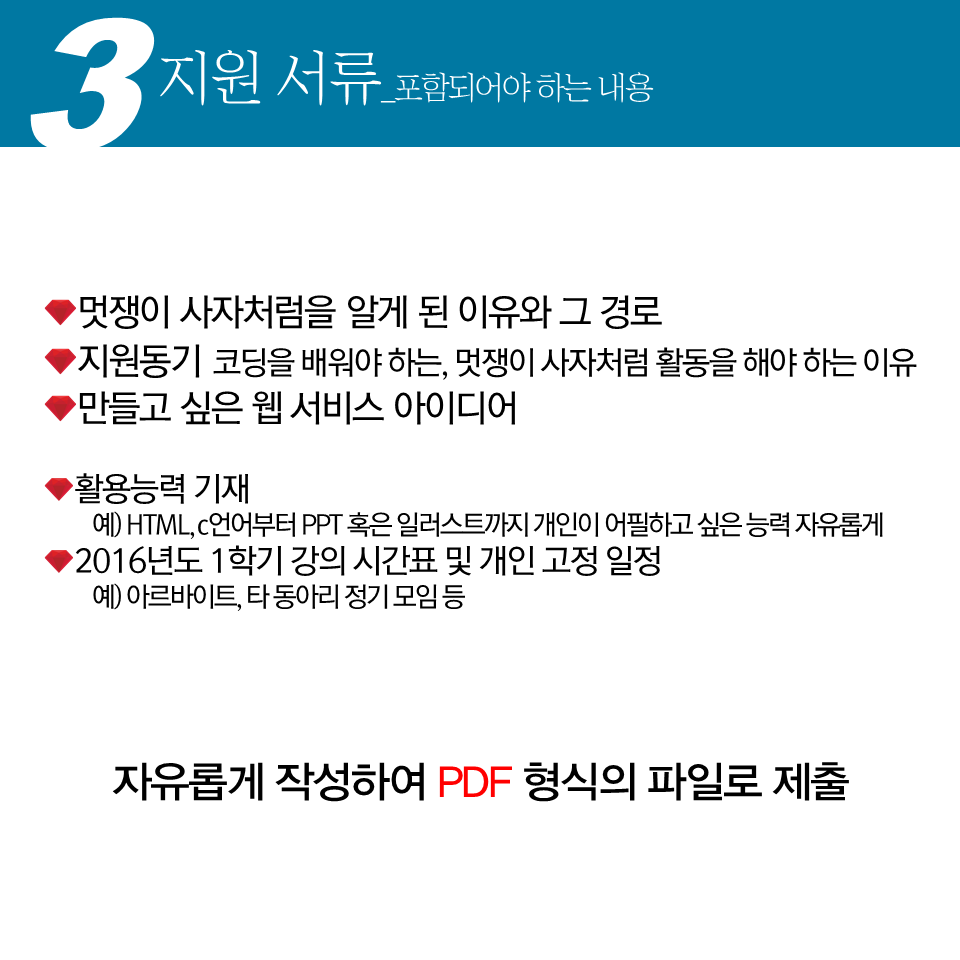 3 지원 서류_포함되어야 하는 내용
멋쟁이 사자처럼을 알게 된 이유와 그 경로
지원동기 코딩을 배워야 하는, 멋쟁이 사자처럼 활동을 해야 하는 이유
만들고 싶은 웹 서비스 아이디어
활용능력 기재
예) HTML, c언어부터 PPT 혹은 일러스트까지 개인이 어필하고 싶은 능력 자유롭게
2016년도 1학기 강의 시간표 및 개인 고정 일정
예) 아르바이트, 타 동아리 정기 모임 등
자유롭게 작성하여 PDF 형식의 파일로 제출